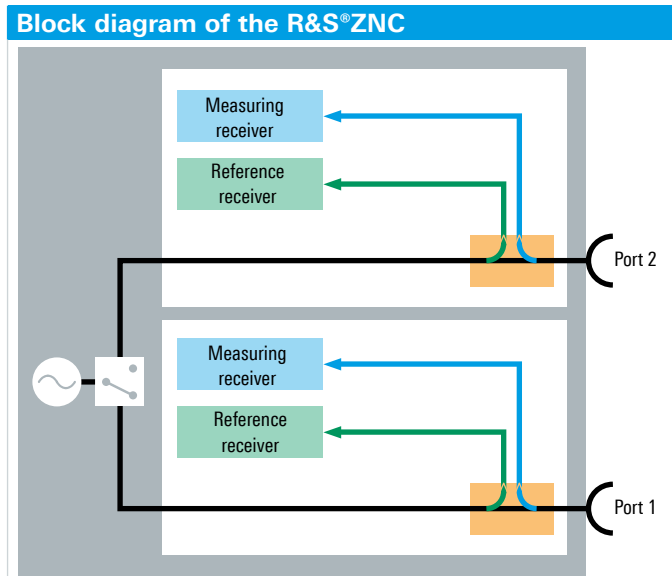 Block diagram of the R&S®ZNC
Measuring
receiver
Reference
receiver
Port 2
Measuring
receiver
Reference
receiver
Port 1